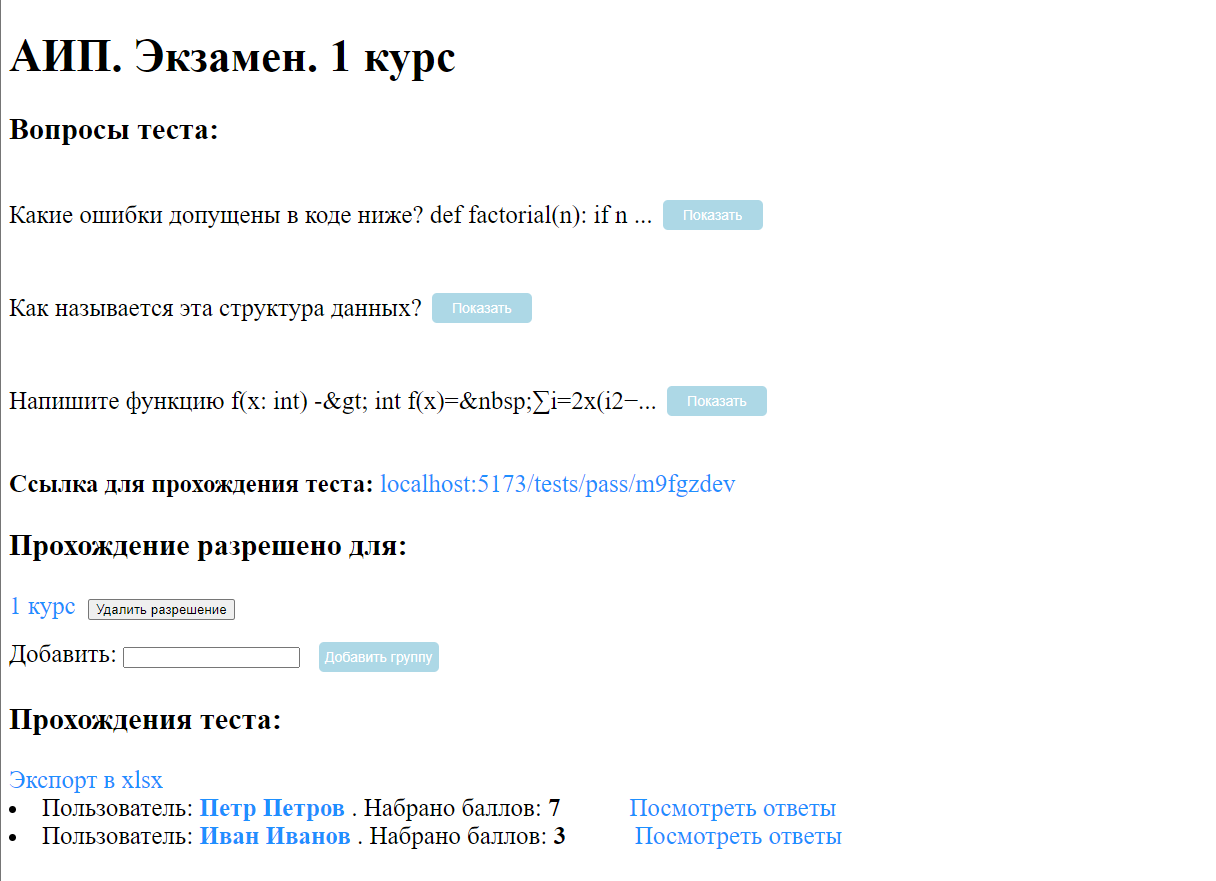 АИП. Экзамен. 1 курс
Вопросы теста:
Какие ошибки допущены в коде ниже? def factorial(n): if n ... Показать
Как называется эта структура данных? Показать
Напишите функцию f(x: int) -&gt; int f(x)=&nbsp;∑i=2x(i2−... Показать
Ссылка для прохождения теста: localhost:5173/tests/pass/m9fgzdev
Прохождение разрешено для:
1 курс Удалить разрешение
Добавить: Добавить группу
Прохождения теста:
Экспорт в xlsx
• Пользователь: Петр Петров . Набрано баллов: 7 Посмотреть ответы
• Пользователь: Иван Иванов . Набрано баллов: 3 Посмотреть ответы